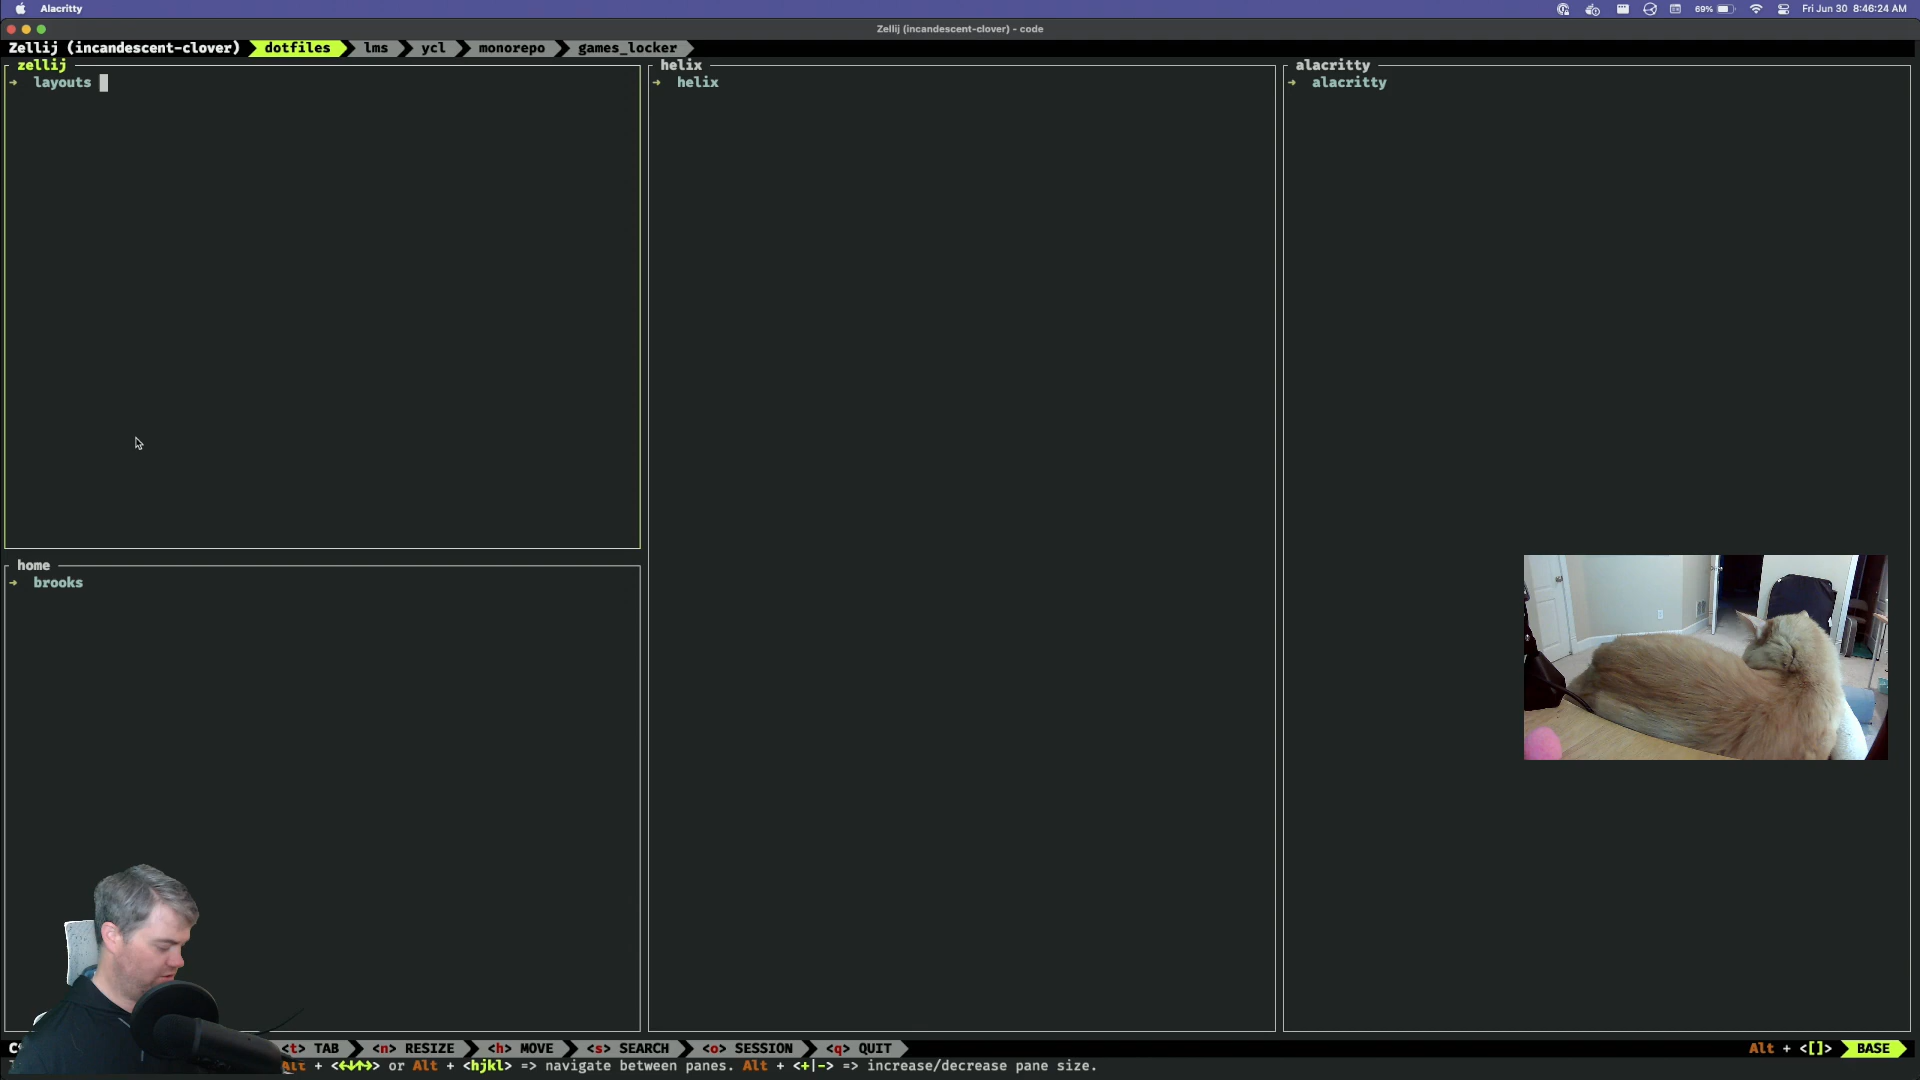 Alacritty
69%
Fri Jun 30 8:46:24 AM
Zellij (incandescent-clover) - code
Zellij (incandescent-clover) dotfiles lms ycl monorepo games_locker
zellij
→ layouts
helix
→ helix
alacritty
→ alacritty
home
→ brooks
<t> TAB <n> RESIZE <h> MOVE <s> SEARCH <o> SESSION <q> QUIT
Alt + <[]> BASE
Alt + <←↓↑→> or Alt + <hjkl> => navigate between panes. Alt + <+|-> => increase/decrease pane size.